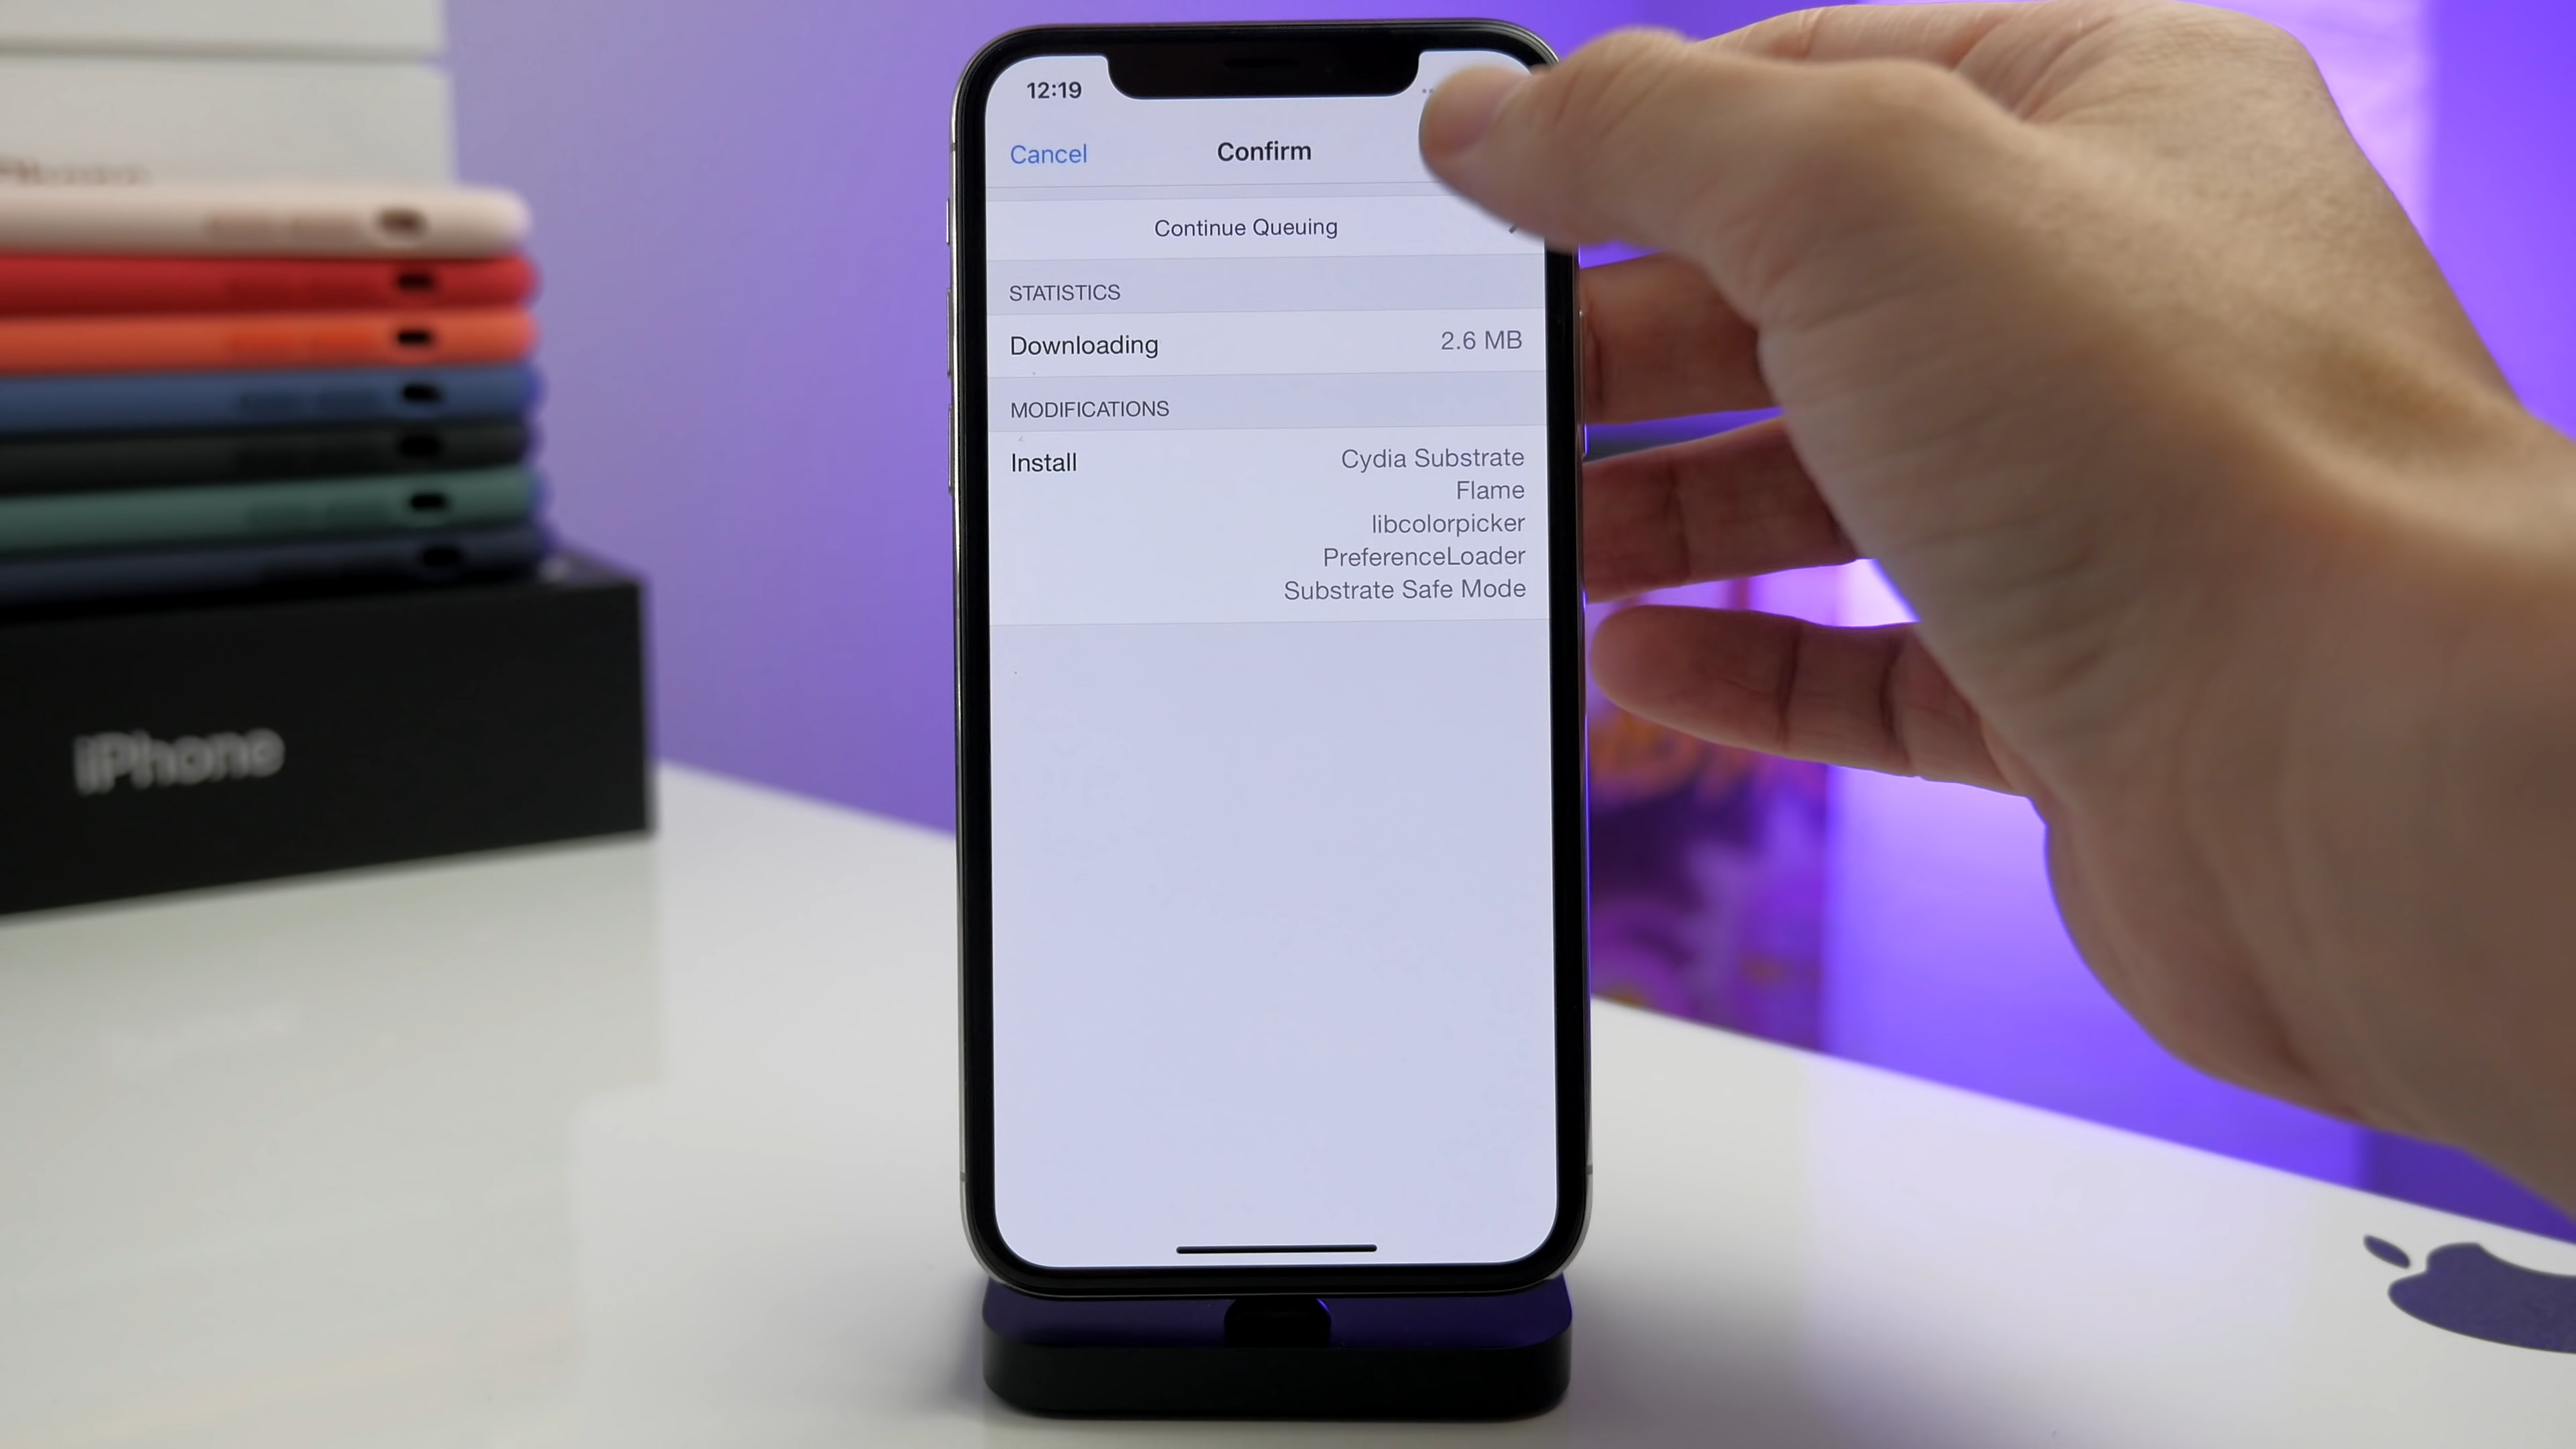 12:19
Cancel
Confirm
Continue Queuing
STATISTICS
Downloading
2.6 MB
MODIFICATIONS
Install
Cydia Substrate
Flame
libcolorpicker
PreferenceLoader
Substrate Safe Mode
iPhone